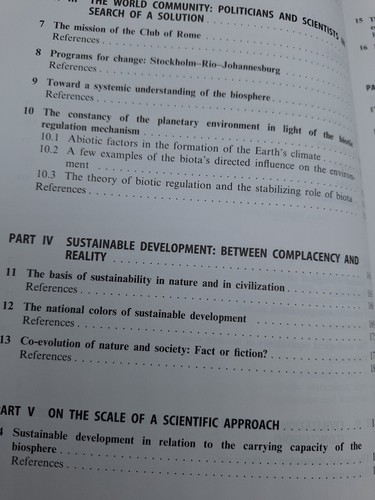 THE WORLD COMMUNITY: POLITICIANS AND SCIENTISTS
SEARCH OF A SOLUTION
7 The mission of the Club of Rome
References
8 Programs for change: Stockholm–Rio–Johannesburg
References
9 Toward a systemic understanding of the biosphere
References
10 The constancy of the planetary environment in light of the biotic
regulation mechanism
10.1 Abiotic factors in the formation of the Earth's climate
10.2 A few examples of the biota's directed influence on the environ-
ment
10.3 The theory of biotic regulation and the stabilizing role of biota
References
PART IV SUSTAINABLE DEVELOPMENT: BETWEEN COMPLACENCY AND
REALITY
11 The basis of sustainability in nature and in civilization
References
12 The national colors of sustainable development
References
13 Co-evolution of nature and society: Fact or fiction?
References
ART V ON THE SCALE OF A SCIENTIFIC APPROACH
4 Sustainable development in relation to the carrying capacity of the
biosphere
References
15
16
PA